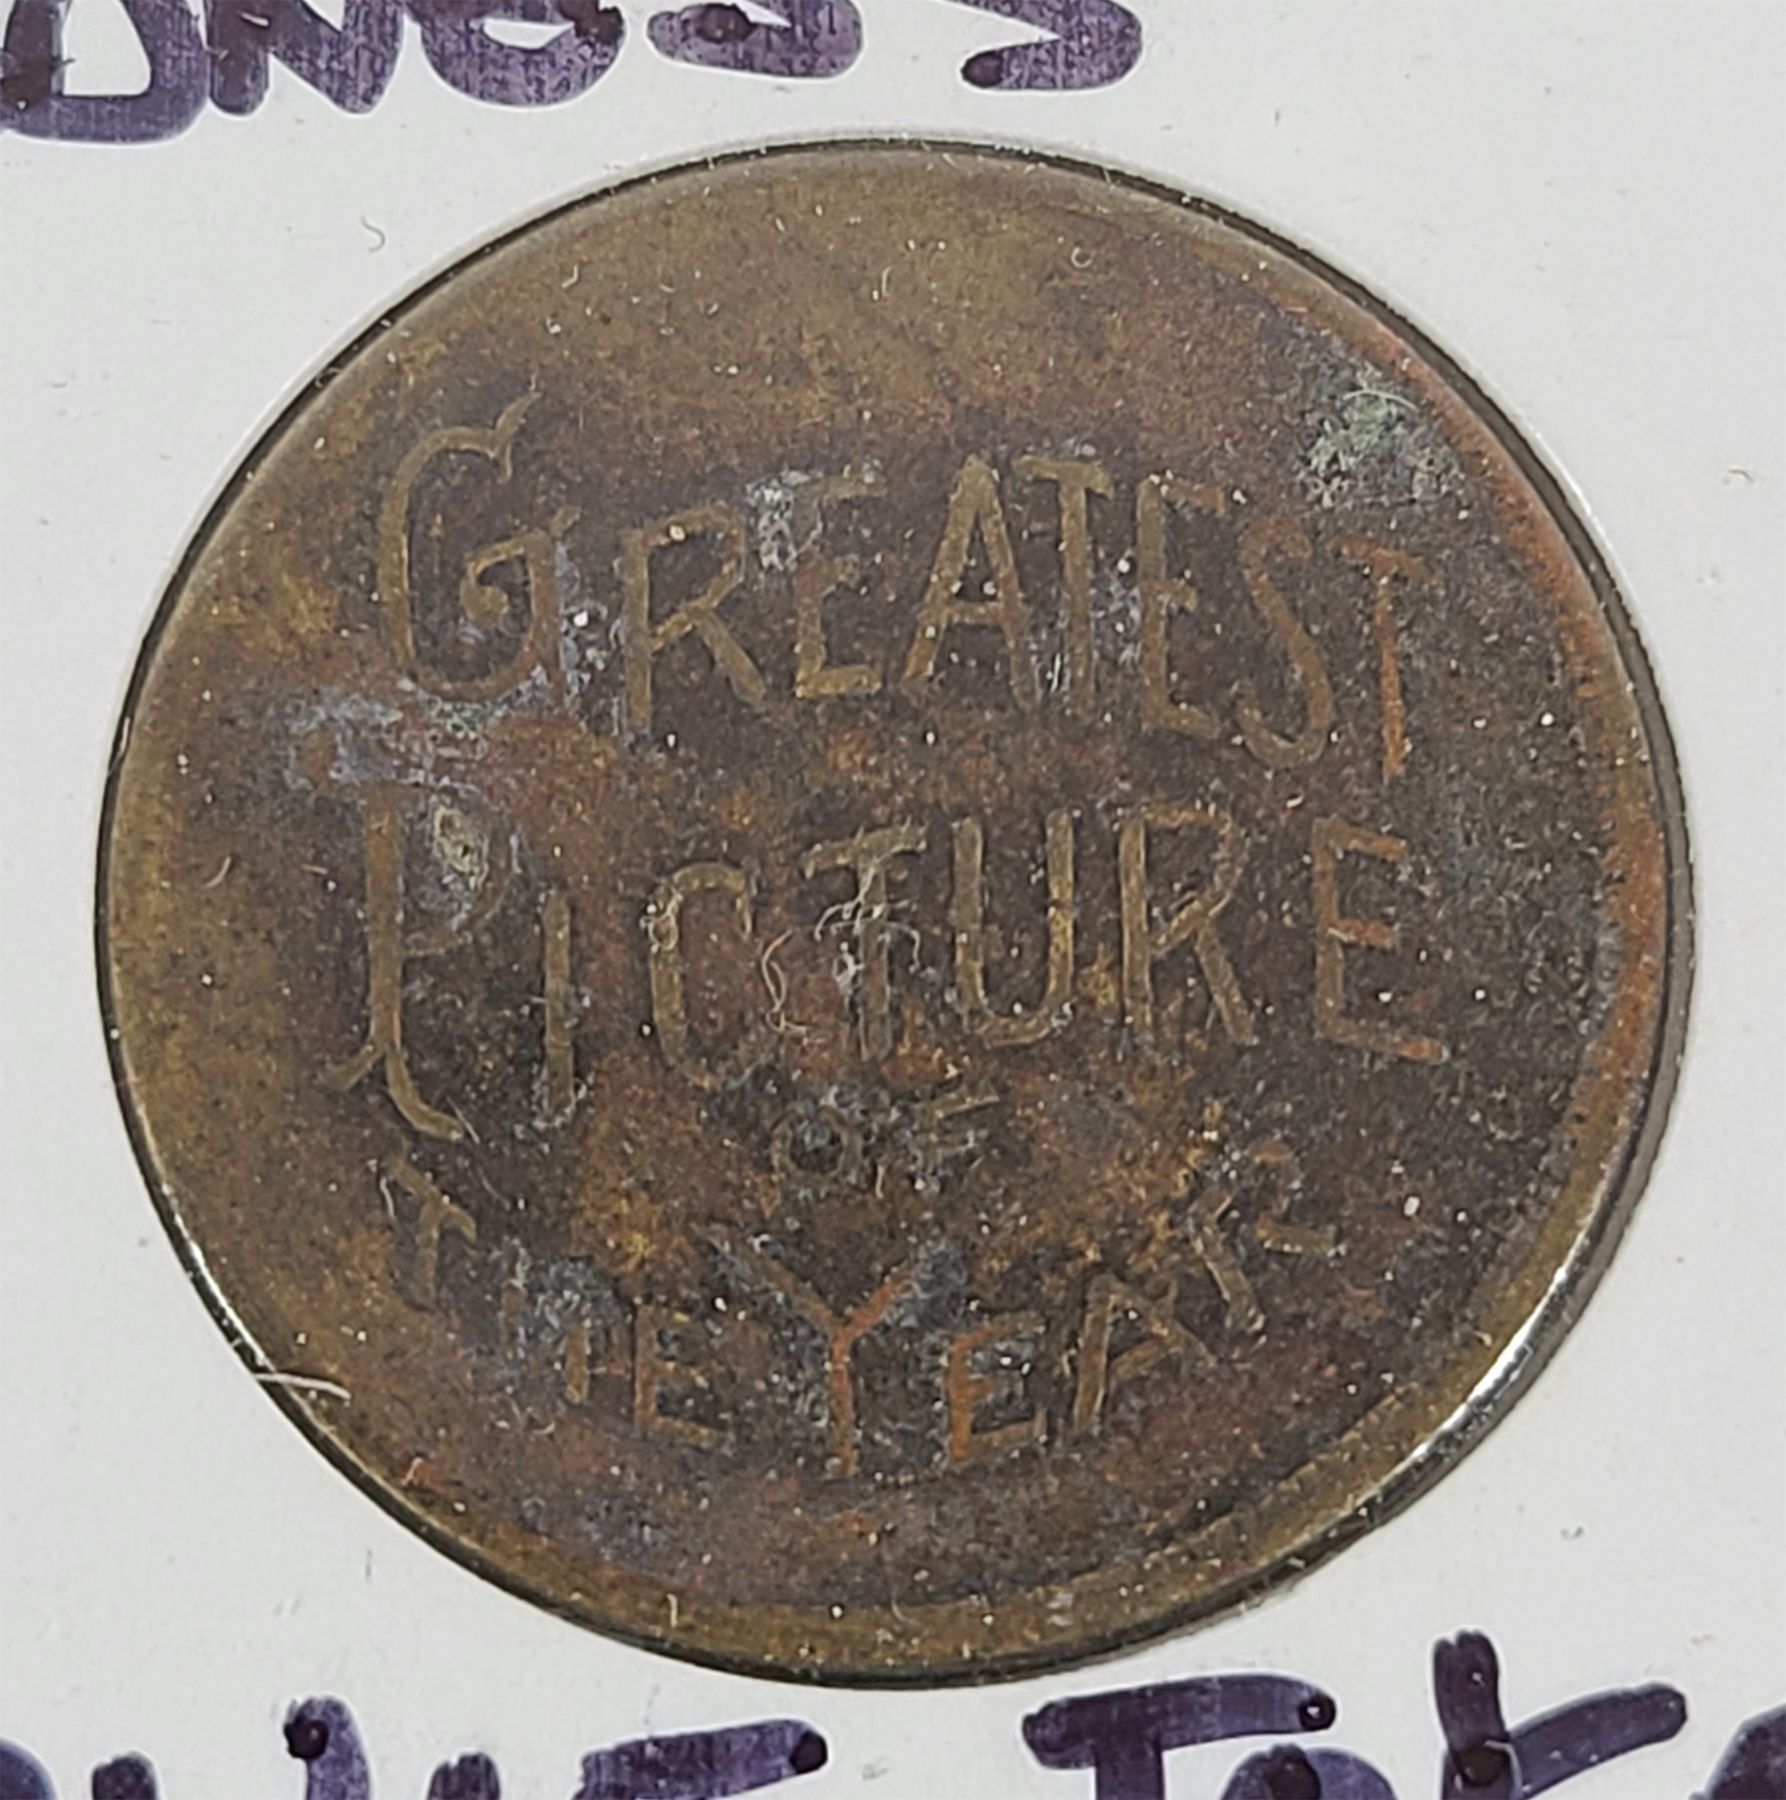 GREATEST
PICTURE
OF
THE YEAR